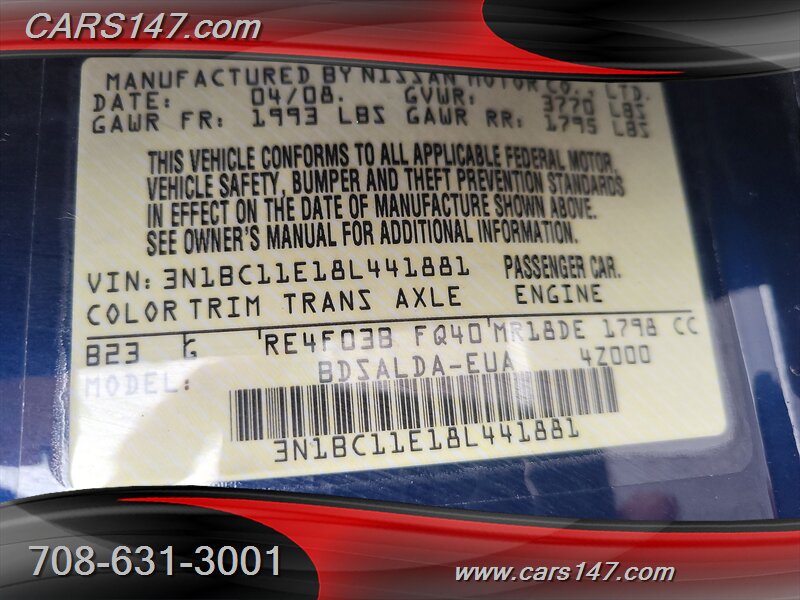 CARS147.com
MANUFACTURED BY NISSAN MOTOR CO., LTD.
DATE: 04/08. GVWR: 3770 LBS
GAWR FR: 1993 LBS GAWR RR: 1795 LBS
THIS VEHICLE CONFORMS TO ALL APPLICABLE FEDERAL MOTOR
VEHICLE SAFETY, BUMPER AND THEFT PREVENTION STANDARDS
IN EFFECT ON THE DATE OF MANUFACTURE SHOWN ABOVE.
SEE OWNER'S MANUAL FOR ADDITIONAL INFORMATION
VIN: 3N1BC11E18L441881 PASSENGER CAR.
COLOR TRIM TRANS AXLE ENGINE
B23 G RE4F03B FQ40 MR18DE 1798 CC
MODEL: BDSALDA-EUA 4Z000
3N1BC11E18L441881
708-631-3001
www.cars147.com